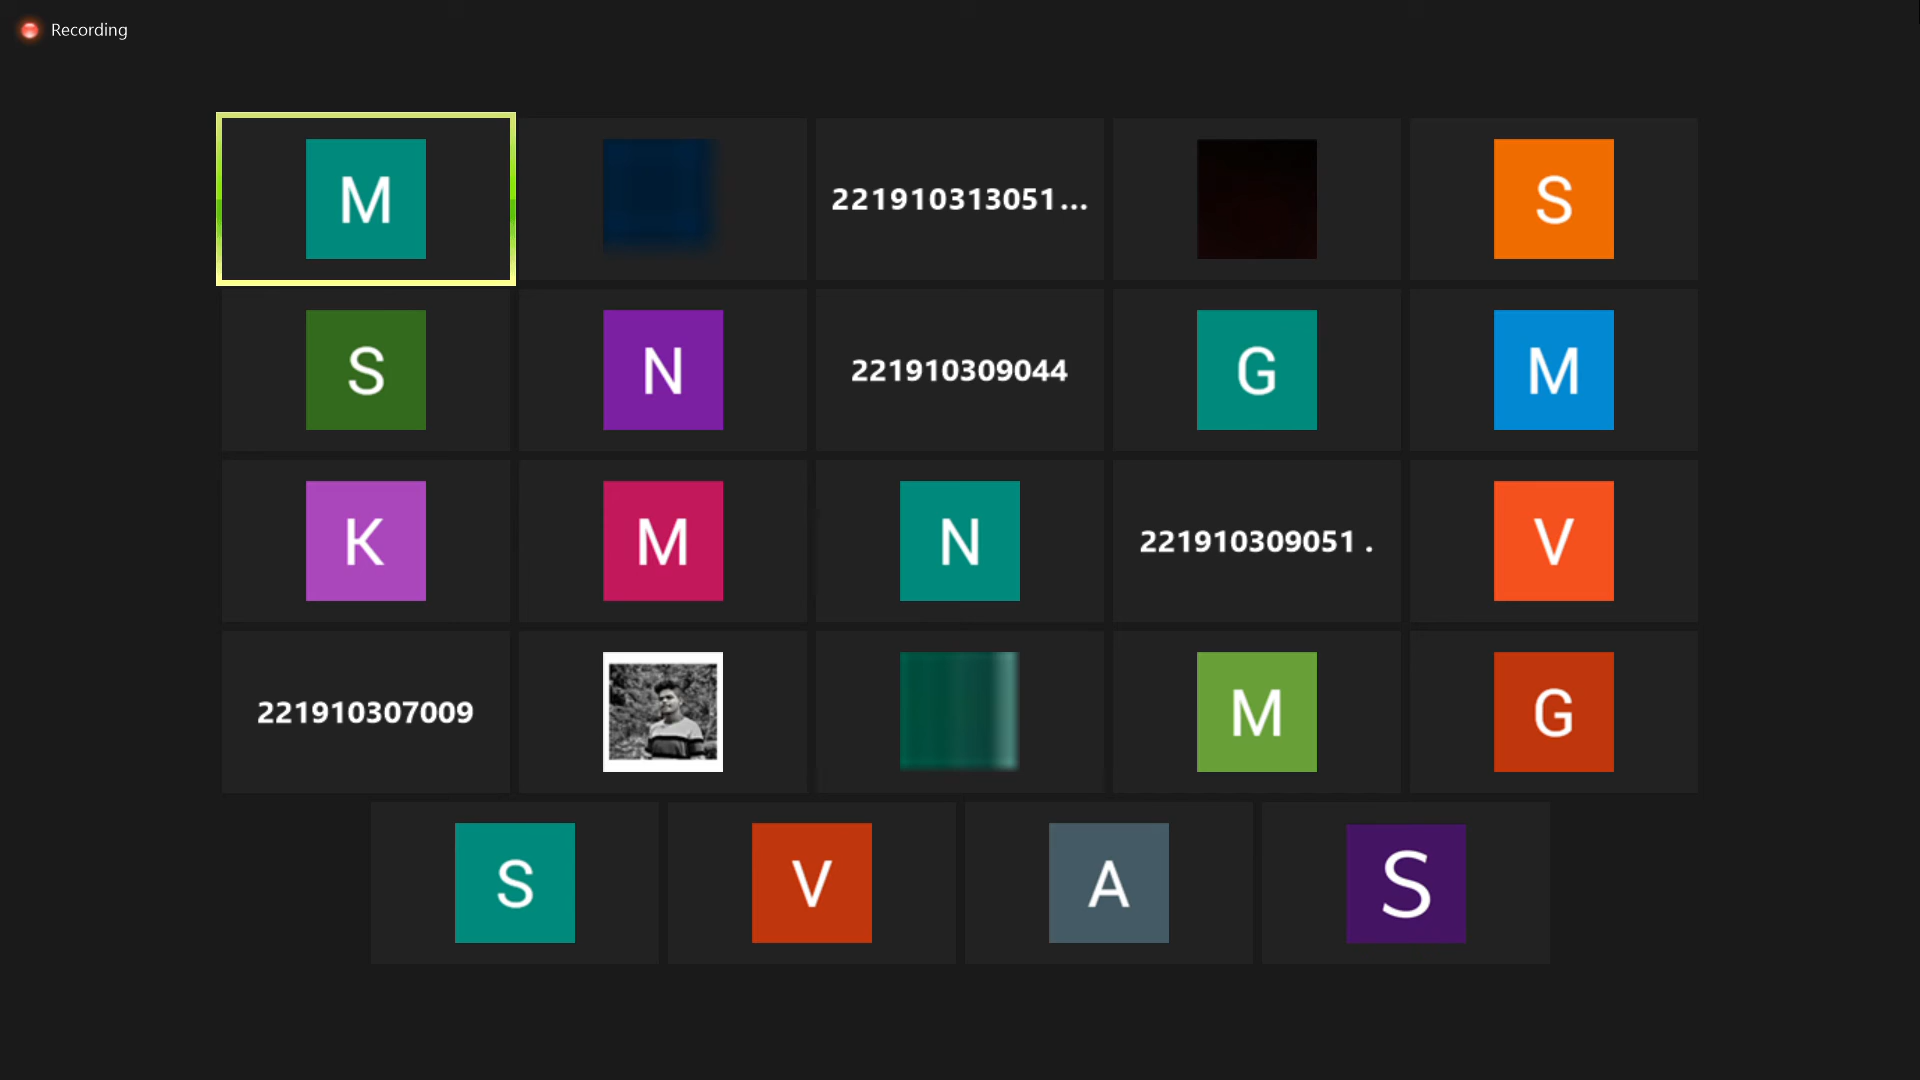 Recording
M
221910313051...
S
S
N
221910309044
G
M
K
M
N
221910309051 .
V
221910307009
M
G
S
V
A
S